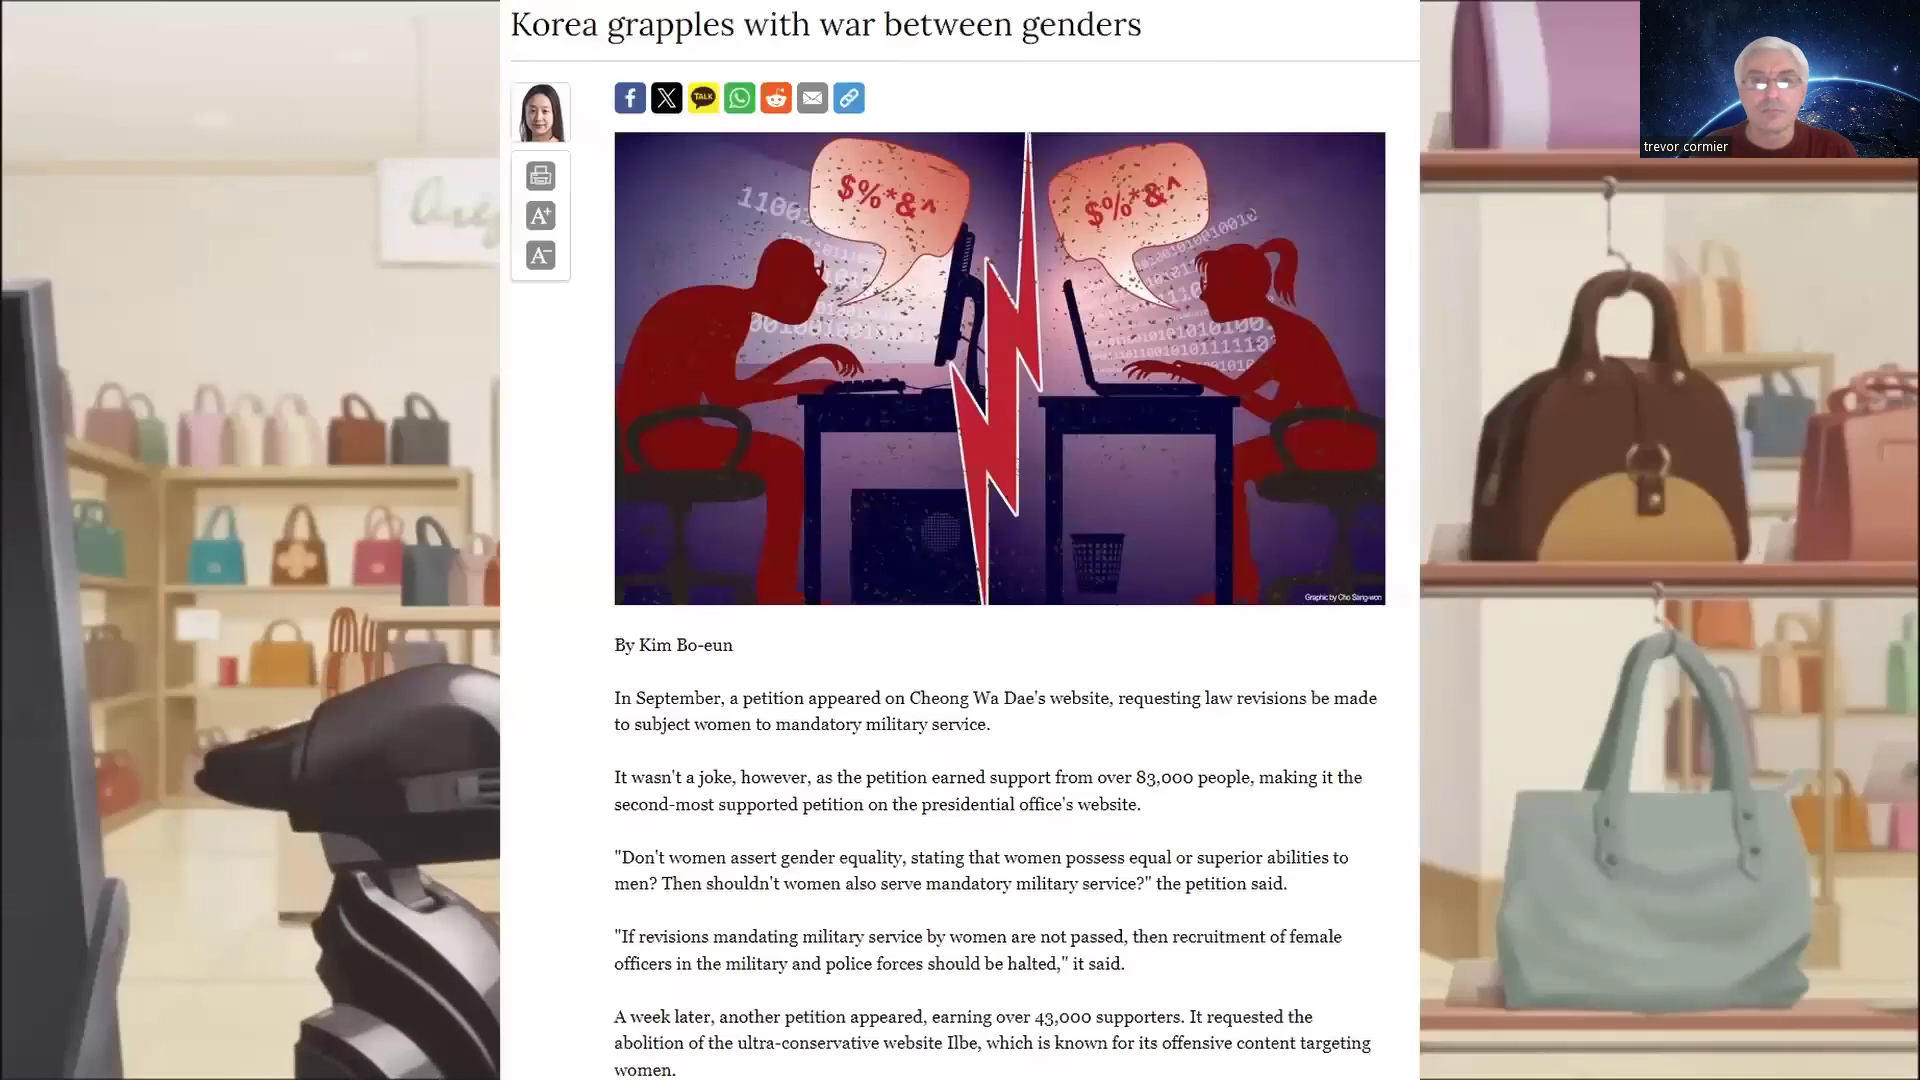 Korea grapples with war between genders
trevor cormier
TALK
A+
A-
$%*&^
$%*&^
Graphic by Cho Sang-won
By Kim Bo-eun
In September, a petition appeared on Cheong Wa Dae's website, requesting law revisions be made
to subject women to mandatory military service.
It wasn't a joke, however, as the petition earned support from over 83,000 people, making it the
second-most supported petition on the presidential office's website.
"Don't women assert gender equality, stating that women possess equal or superior abilities to
men? Then shouldn't women also serve mandatory military service?" the petition said.
"If revisions mandating military service by women are not passed, then recruitment of female
officers in the military and police forces should be halted," it said.
A week later, another petition appeared, earning over 43,000 supporters. It requested the
abolition of the ultra-conservative website Ilbe, which is known for its offensive content targeting
women.